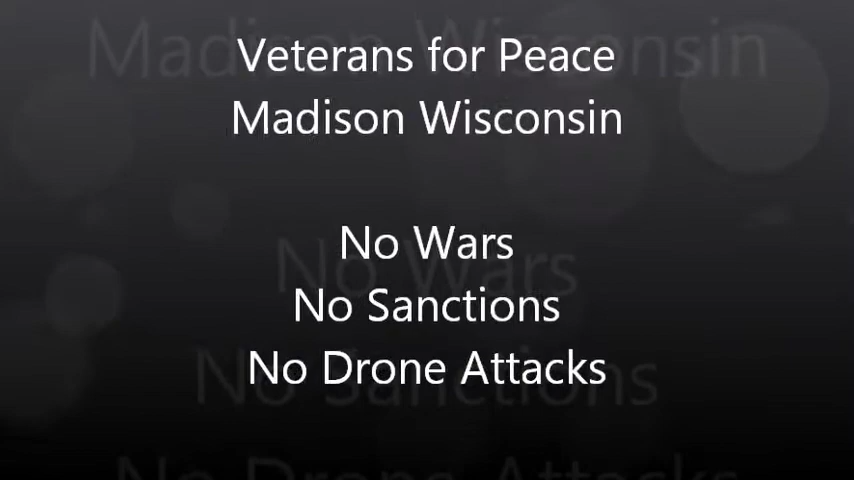 Veterans for Peace
Madison Wisconsin
No Wars
No Sanctions
No Drone Attacks